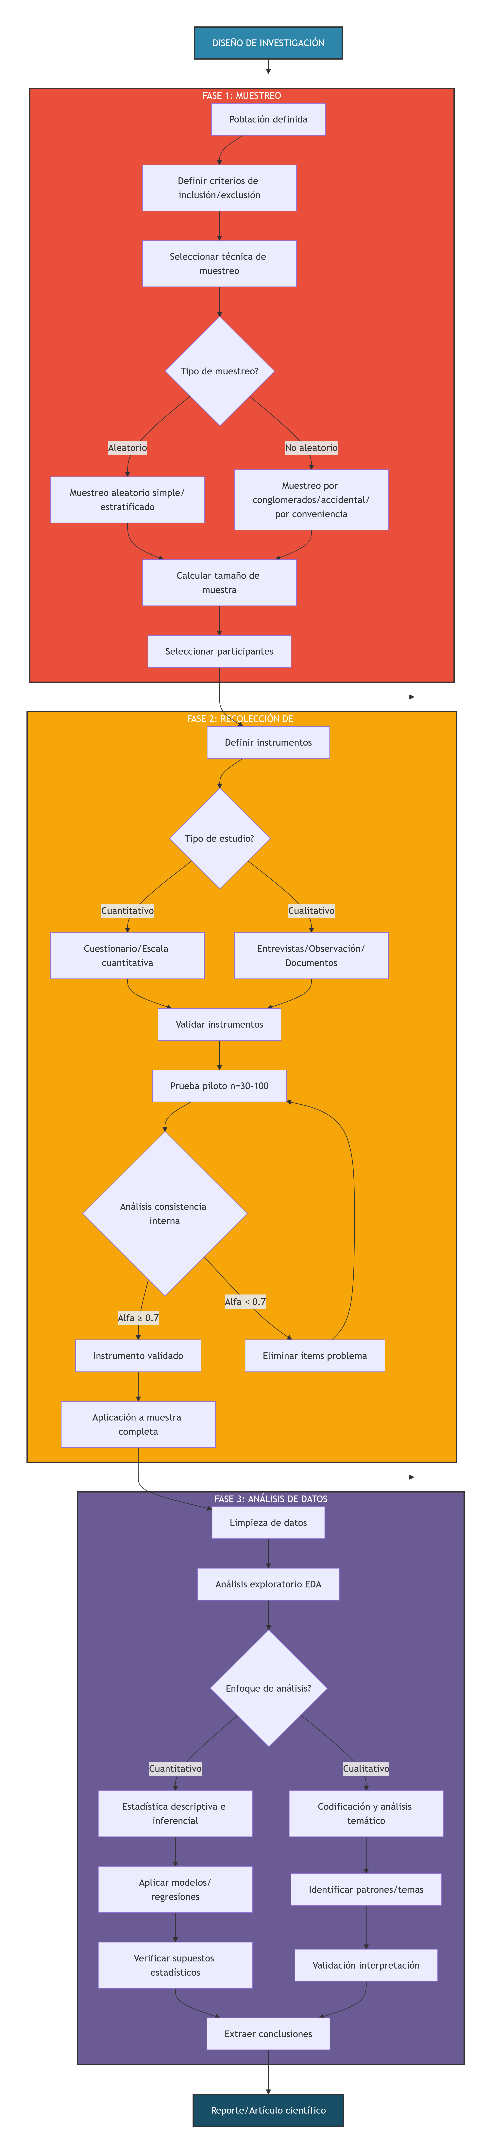 DISEÑO DE INVESTIGACIÓN
FASE 1: MUESTREO
Población definida
Definir criterios de
inclusión/exclusión
Seleccionar técnica de
muestreo
Tipo de muestreo?
Aleatorio
No aleatorio
Muestreo aleatorio simple/
estratificado
Muestreo por
conglomerados/accidental/
por conveniencia
Calcular tamaño de
muestra
Seleccionar participantes
FASE 2: RECOLECCIÓN DE
Definir instrumentos
Tipo de estudio?
Cuantitativo
Cualitativo
Cuestionario/Escala
cuantitativa
Entrevistas/Observación/
Documentos
Validar instrumentos
Prueba piloto n=30-100
Análisis consistencia
interna
Alfa ≥ 0.7
Alfa < 0.7
Instrumento validado
Eliminar items problema
Aplicación a muestra
completa
FASE 3: ANÁLISIS DE DATOS
Limpieza de datos
Análisis exploratorio EDA
Enfoque de análisis?
Cuantitativo
Cualitativo
Estadística descriptiva e
inferencial
Codificación y análisis
temático
Aplicar modelos/
regresiones
Identificar patrones/temas
Verificar supuestos
estadísticos
Validación interpretación
Extraer conclusiones
Reporte/Artículo científico